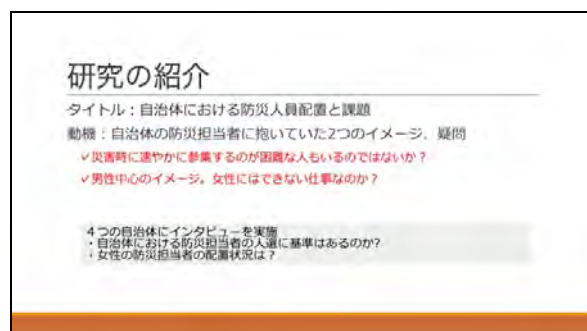 研究の紹介
タイトル：自治体における防災人員配置と課題
動機：自治体の防災担当者に抱いていた2つのイメージ、疑問
✓災害時に速やかに参集するのが困難な人もいるのではないか？
✓男性中心のイメージ。女性にはできない仕事なのか？
４つの自治体にインタビューを実施
・自治体における防災担当者の人選に基準はあるのか?
・女性の防災担当者の配置状況は？